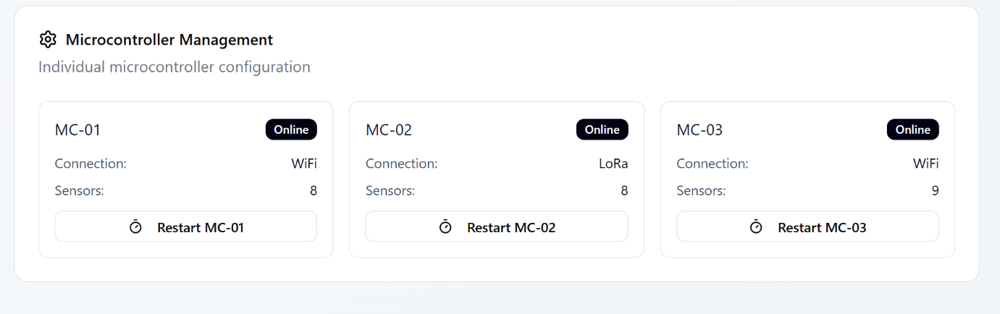 Microcontroller Management
Individual microcontroller configuration
MC-01 Online
Connection: WiFi
Sensors: 8
Restart MC-01
MC-02 Online
Connection: LoRa
Sensors: 8
Restart MC-02
MC-03 Online
Connection: WiFi
Sensors: 9
Restart MC-03